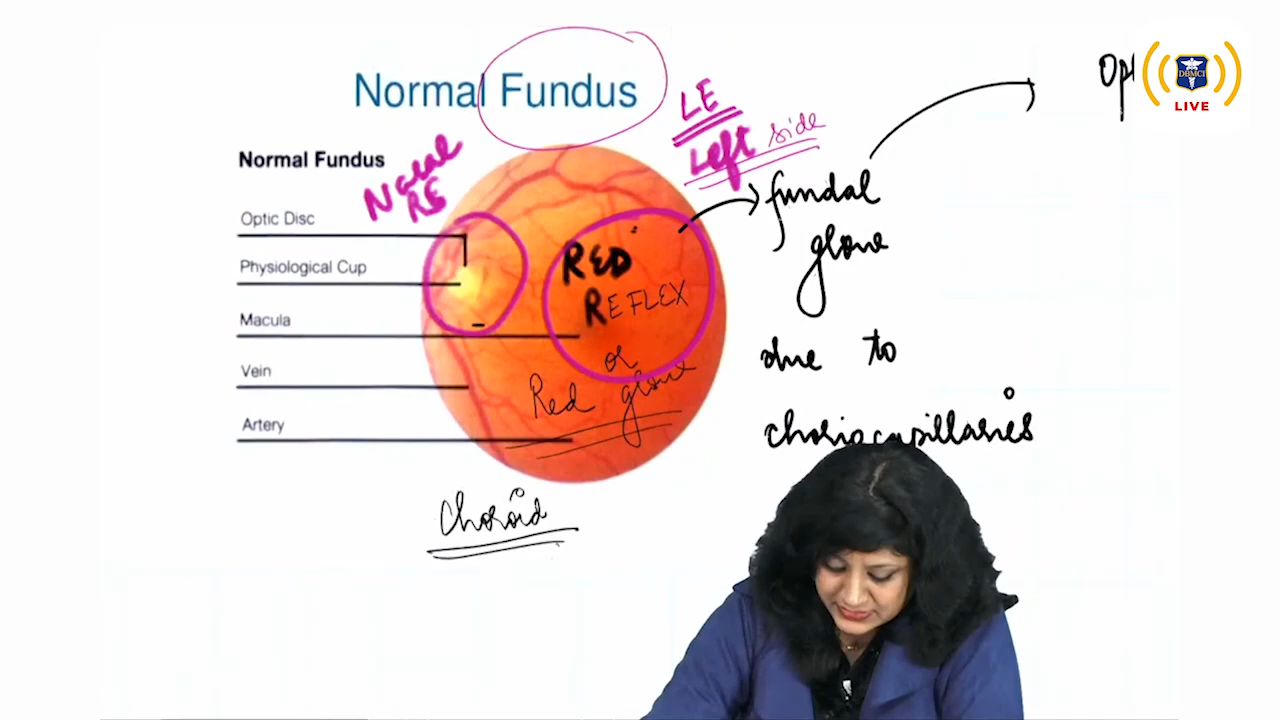 Normal Fundus
Normal Fundus
Optic Disc
Physiological Cup
Macula
Vein
Artery
Nasal
RE
LE
Left side
RED
REFLEX
or
Red glow
fundal
glow
due to
choriocapillaries
Choroid
Op
DBMCI
LIVE